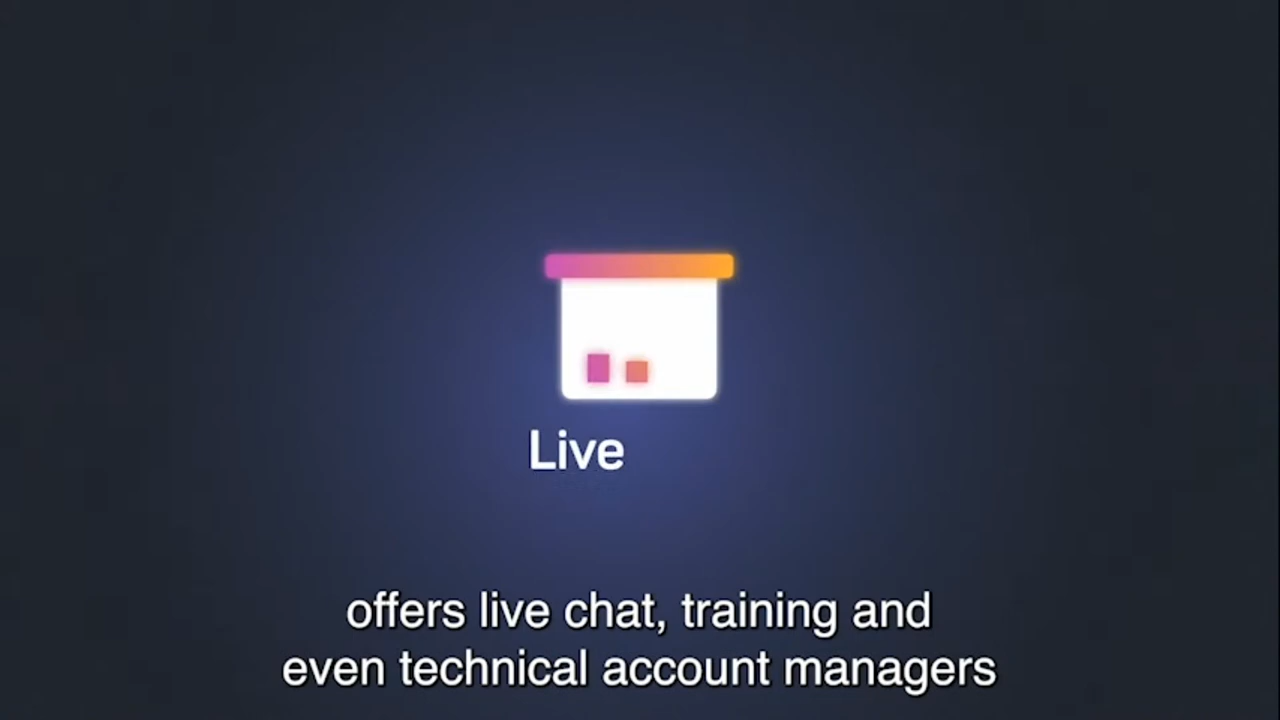 Live
offers live chat, training and
even technical account managers